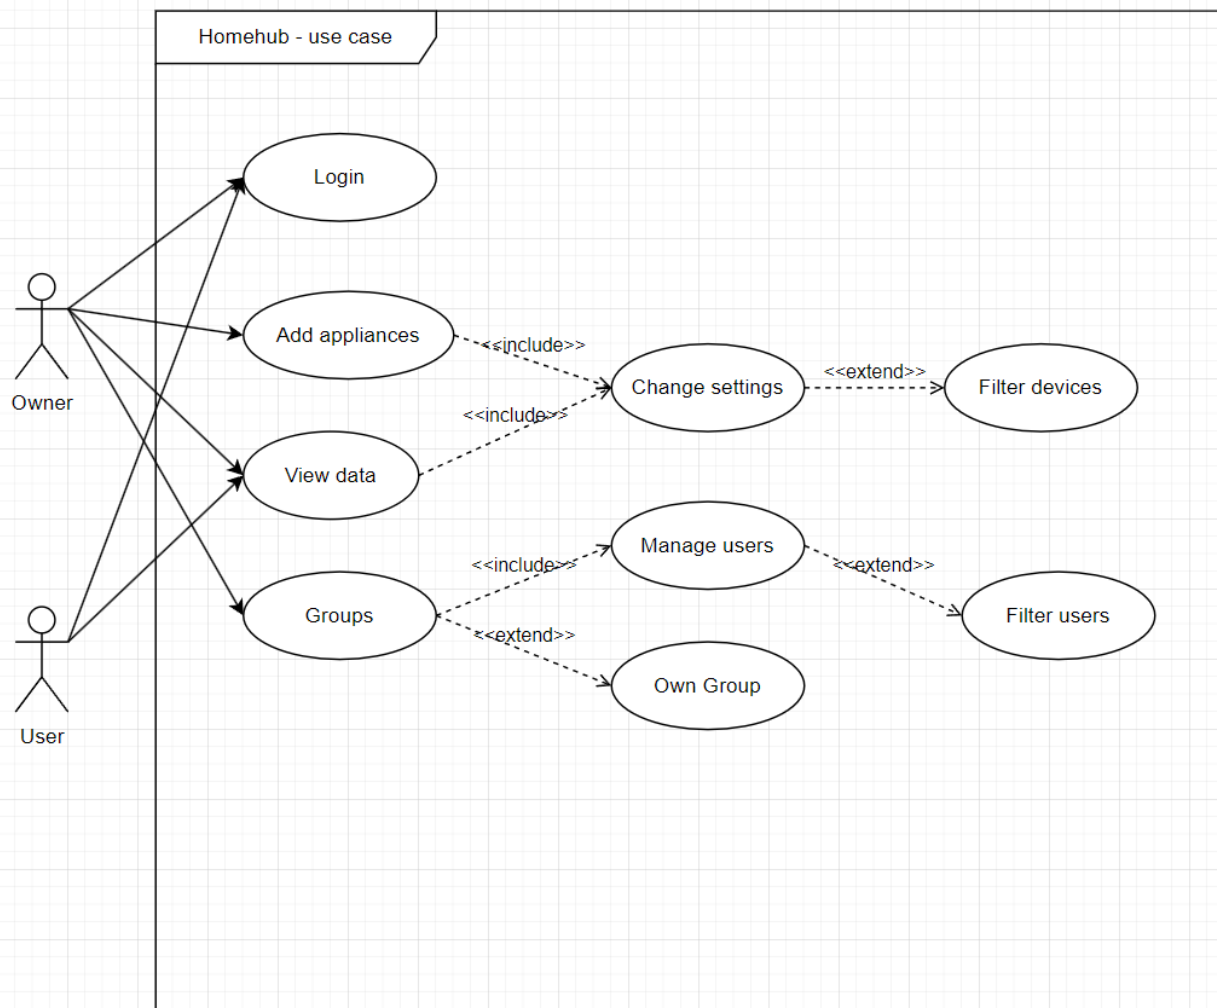 Homehub - use case
Login
Add appliances
<<include>>
Change settings
<<extend>>
Filter devices
Owner
<<include>>
View data
Manage users
<<include>>
<<extend>>
Groups
Filter users
<<extend>>
Own Group
User